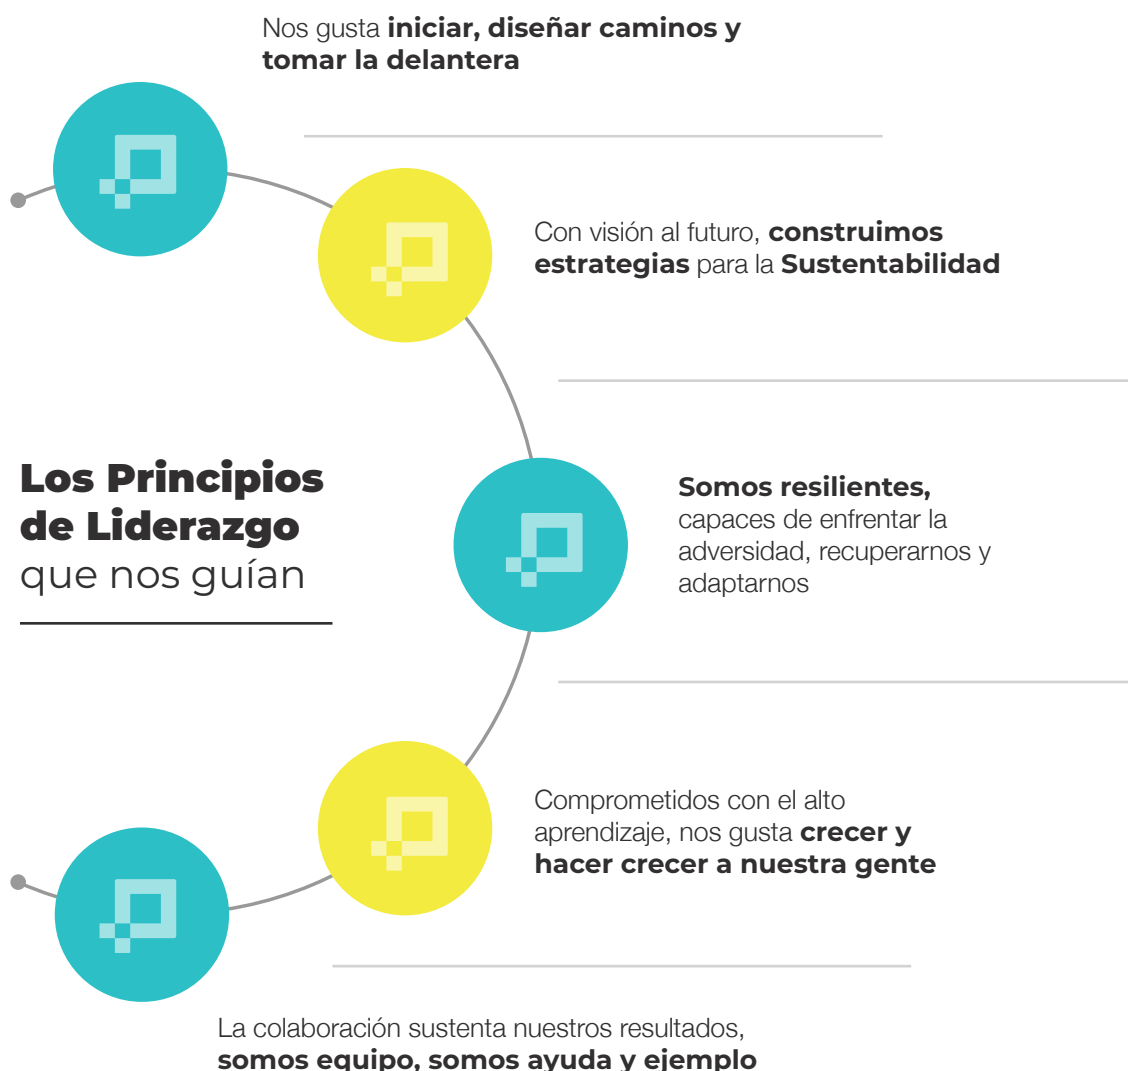 Nos gusta iniciar, diseñar caminos y
tomar la delantera
Con visión al futuro, construimos
estrategias para la Sustentabilidad
Los Principios
de Liderazgo
que nos guían
Somos resilientes,
capaces de enfrentar la
adversidad, recuperarnos y
adaptarnos
Comprometidos con el alto
aprendizaje, nos gusta crecer y
hacer crecer a nuestra gente
La colaboración sustenta nuestros resultados,
somos equipo, somos ayuda y ejemplo